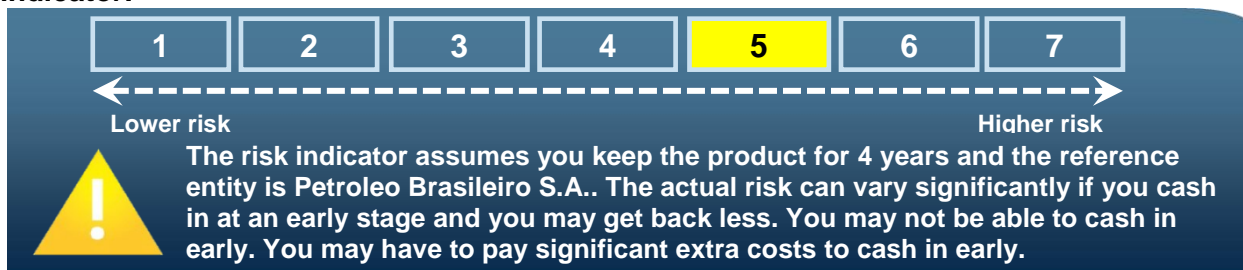 1 2 3 4 5 6 7
Lower risk Higher risk
The risk indicator assumes you keep the product for 4 years and the reference
entity is Petroleo Brasileiro S.A.. The actual risk can vary significantly if you cash
in at an early stage and you may get back less. You may not be able to cash in
early. You may have to pay significant extra costs to cash in early.